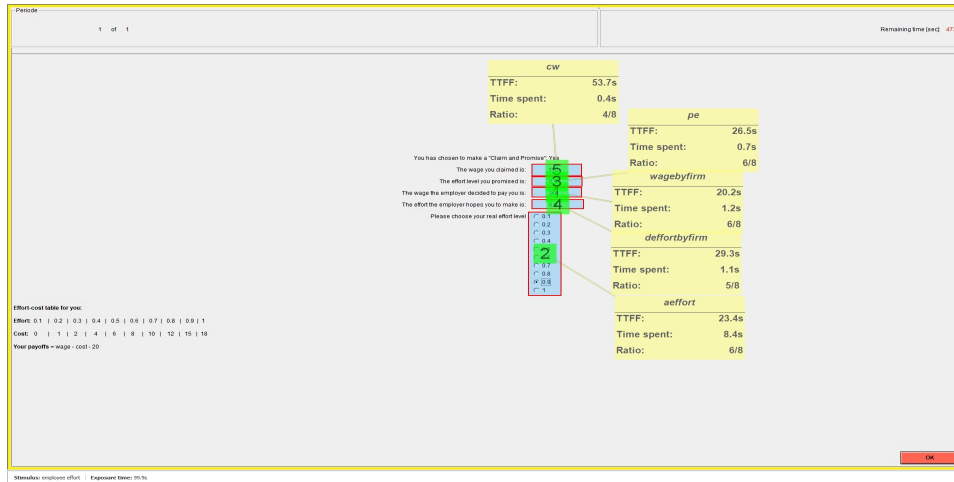 Periode
1 of 1
Remaining time [sec]: 47
cw
TTFF: 53.7s
Time spent: 0.4s
Ratio: 4/8
pe
TTFF: 26.5s
Time spent: 0.7s
Ratio: 6/8
You has chosen to make a "Claim and Promise": Yes
The wage you claimed is: 5
The effort level you promised is: 3
The wage the employer decided to pay you is:
The effort the employer hopes you to make is: 4
wagebyfirm
TTFF: 20.2s
Time spent: 1.2s
Ratio: 6/8
deffortbyfirm
TTFF: 29.3s
Time spent: 1.1s
Ratio: 5/8
Please choose your real effort level
0.1
0.2
0.3
0.4
2
0.7
0.8
0.9
1
aeffort
TTFF: 23.4s
Time spent: 8.4s
Ratio: 6/8
Effort-cost table for you:
Effort: 0.1 | 0.2 | 0.3 | 0.4 | 0.5 | 0.6 | 0.7 | 0.8 | 0.9 | 1
Cost: 0 | 1 | 2 | 4 | 6 | 8 | 10 | 12 | 15 | 18
Your payoffs = wage - cost - 20
OK
Stimulus: employee effort | Exposure time: 99.9s